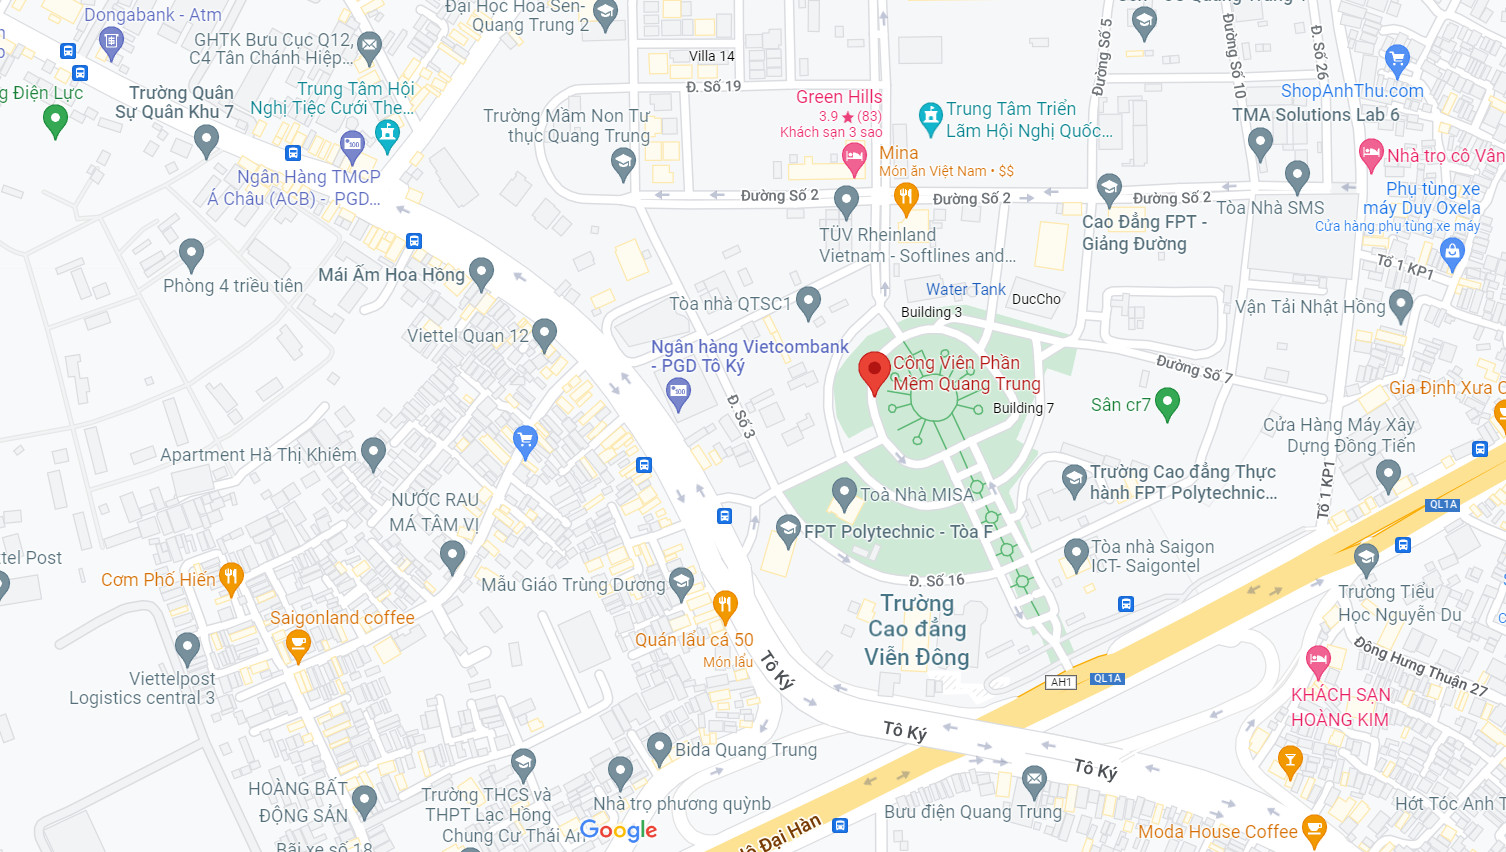 Dongabank - Atm
Đại Học Hoa Sen-
Quang Trung 2
GHTK Bưu Cục Q12,
C4 Tân Chánh Hiệp...
Villa 14
Đ. Số 19
Đường Số 5
Đường Số 10
Đ. Số 26
ShopAnhThu.com
TMA Solutions Lab 6
g Điện Lực
Trường Quân
Sự Quân Khu 7
Trung Tâm Hội
Nghị Tiệc Cưới The...
Trường Mầm Non Tư
thục Quang Trung
Green Hills
3.9 ★ (83)
Khách sạn 3 sao
Trung Tâm Triển
Lãm Hội Nghị Quốc...
Mina
Món ăn Việt Nam • $$
Nhà trọ cô Vân
Ngân Hàng TMCP
Á Châu (ACB) - PGD...
Đường Số 2
Đường Số 2
Đường Số 2
Phụ tùng xe
máy Duy Oxela
Cửa hàng phụ tùng xe máy
Tòa Nhà SMS
Cao Đẳng FPT -
Giảng Đường
TÜV Rheinland
Vietnam - Softlines and...
Tổ 1 KP1
Phòng 4 triều tiên
Mái Ấm Hoa Hồng
Water Tank
DucCho
Tòa nhà QTSC1
Building 3
Vận Tải Nhật Hồng
Viettel Quan 12
Ngân hàng Vietcombank
- PGD Tô Ký
Công Viên Phần
Mềm Quang Trung
Đường Số 7
Gia Định Xưa C
Building 7
Sân cr7
Đ. Số 3
Cửa Hàng Máy Xây
Dựng Đồng Tiến
Apartment Hà Thị Khiêm
Trường Cao đẳng Thực
hành FPT Polytechnic...
Tổ 1 KP1
NƯỚC RAU
MÁ TÂM VỊ
Toà Nhà MISA
QL1A
FPT Polytechnic - Tòa F
Tòa nhà Saigon
ICT- Saigontel
ttel Post
Cơm Phố Hiến
Mẫu Giáo Trùng Dương
Đ. Số 16
Trường Tiểu
Học Nguyễn Du
Saigonland coffee
Trường
Cao đẳng
Viễn Đông
Quán lẩu cá 50
Món lẩu
Tô Ký
Đông Hưng Thuận 27
Viettelpost
Logistics central 3
AH1
QL1A
KHÁCH SẠN
HOÀNG KIM
Tô Ký
Bida Quang Trung
Tô Ký
HOÀNG BẤT
ĐỘNG SẢN
Trường THCS và
THPT Lạc Hồng
Nhà trọ phương quỳnb
Bưu điện Quang Trung
Hớt Tóc Anh T
Chung Cư Thái An
Google
Moda House Coffee
Bãi xe số 18
Đại Hàn